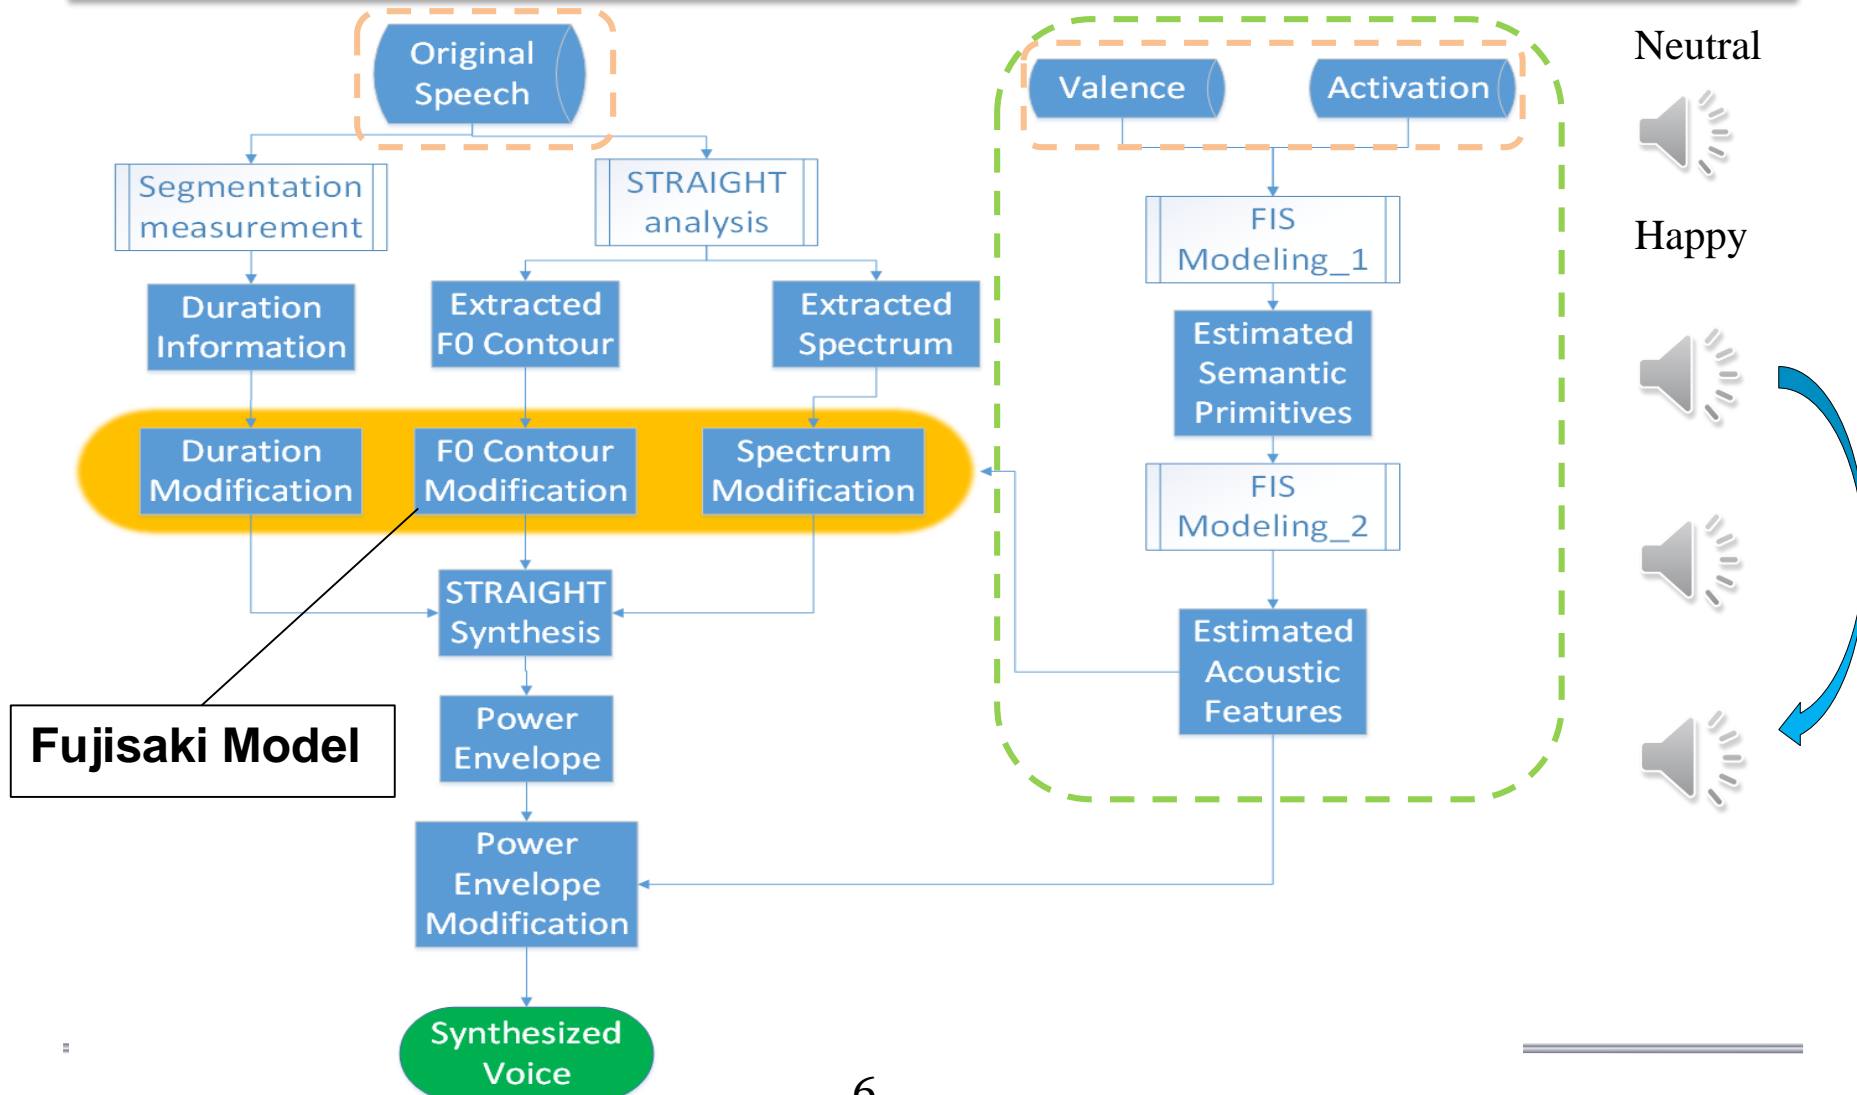 Original
Speech
Valence
Activation
Neutral
Segmentation
measurement
STRAIGHT
analysis
FIS
Modeling_1
Happy
Duration
Information
Extracted
F0 Contour
Extracted
Spectrum
Estimated
Semantic
Primitives
Duration
Modification
F0 Contour
Modification
Spectrum
Modification
FIS
Modeling_2
STRAIGHT
Synthesis
Estimated
Acoustic
Features
Fujisaki Model
Power
Envelope
Power
Envelope
Modification
Synthesized
Voice
6